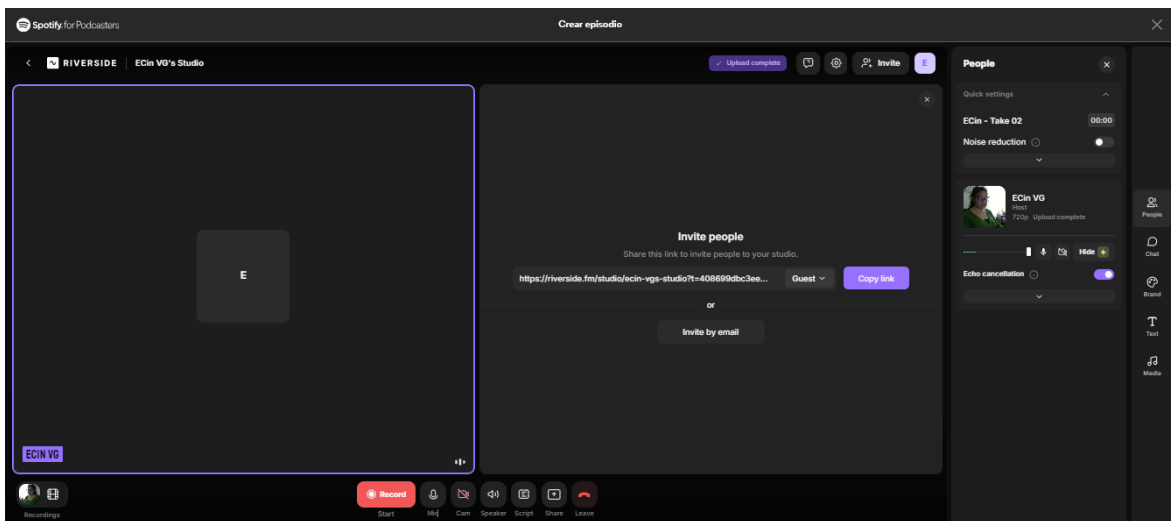 Spotify for Podcasters
Crear episodio
RIVERSIDE
ECin VG's Studio
Upload complete
Invite
E
E
ECIN VG
Invite people
Share this link to invite people to your studio.
https://riverside.fm/studio/ecin-vgs-studio?t=408699dbc3ee...
Guest
Copy link
or
Invite by email
People
Quick settings
ECin - Take 02
00:00
Noise reduction
ECin VG
Host
720p Upload complete
Hide
Echo cancellation
People
Chat
Brand
Text
Media
Recordings
Record
Start
Mic
Cam
Speaker
Script
Share
Leave